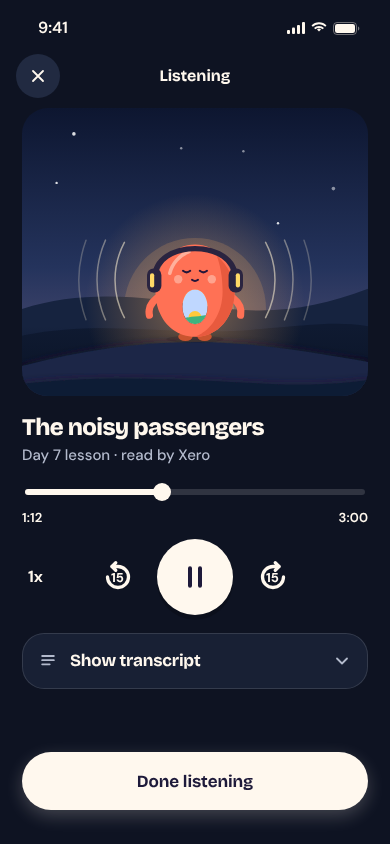 9:41
Listening
The noisy passengers
Day 7 lesson · read by Xero
1:12
3:00
1x
15
15
Show transcript
Done listening